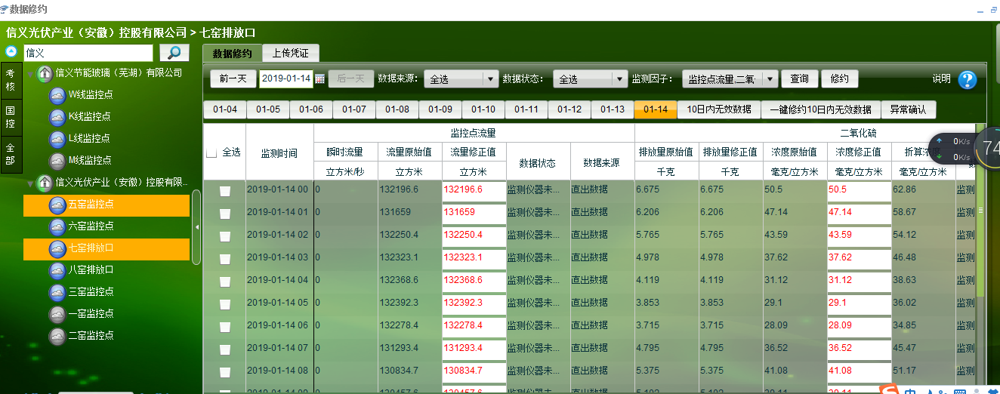 数据修约
信义光伏产业（安徽）控股有限公司 > 七窑排放口
信义
考核
国控
全部
信义节能玻璃（芜湖）有限公司
W线监控点
K线监控点
L线监控点
M线监控点
信义光伏产业（安徽）控股有限...
五窑监控点
六窑监控点
七窑排放口
八窑排放口
三窑监控点
一窑监控点
二窑监控点
数据修约 上传凭证
前一天 2019-01-14 后一天 数据来源: 全选 数据状态: 全选 监测因子: 监控点流量,二氧 查询 修约 说明
01-04 01-05 01-06 01-07 01-08 01-09 01-10 01-11 01-12 01-13 01-14 10日内无效数据 一键修约10日内无效数据 异常确认
监控点流量 二氧化硫
全选 监测时间 瞬时流量 流量原始值 流量修正值 数据状态 数据来源 排放量原始值 排放量修正值 浓度原始值 浓度修正值 折算浓度
立方米/秒 立方米 立方米 千克 千克 毫克/立方米 毫克/立方米 毫克/立方米
2019-01-14 00 0 132196.6 132196.6 监测仪器未... 直出数据 6.675 6.675 50.5 50.5 62.86 监测
2019-01-14 01 0 131659 131659 监测仪器未... 直出数据 6.206 6.206 47.14 47.14 58.67 监测
2019-01-14 02 0 132250.4 132250.4 监测仪器未... 直出数据 5.765 5.765 43.59 43.59 54.12 监测
2019-01-14 03 0 132323.1 132323.1 监测仪器未... 直出数据 4.978 4.978 37.62 37.62 46.48 监测
2019-01-14 04 0 132368.6 132368.6 监测仪器未... 直出数据 4.119 4.119 31.12 31.12 38.63 监测
2019-01-14 05 0 132392.3 132392.3 监测仪器未... 直出数据 3.853 3.853 29.1 29.1 36.02 监测
2019-01-14 06 0 132278.4 132278.4 监测仪器未... 直出数据 3.715 3.715 28.09 28.09 34.85 监测
2019-01-14 07 0 131293.4 131293.4 监测仪器未... 直出数据 4.795 4.795 36.52 36.52 45.47 监测
2019-01-14 08 0 130834.7 130834.7 监测仪器未... 直出数据 5.375 5.375 41.08 41.08 51.17 监测
0K/s
0K/s
74
中